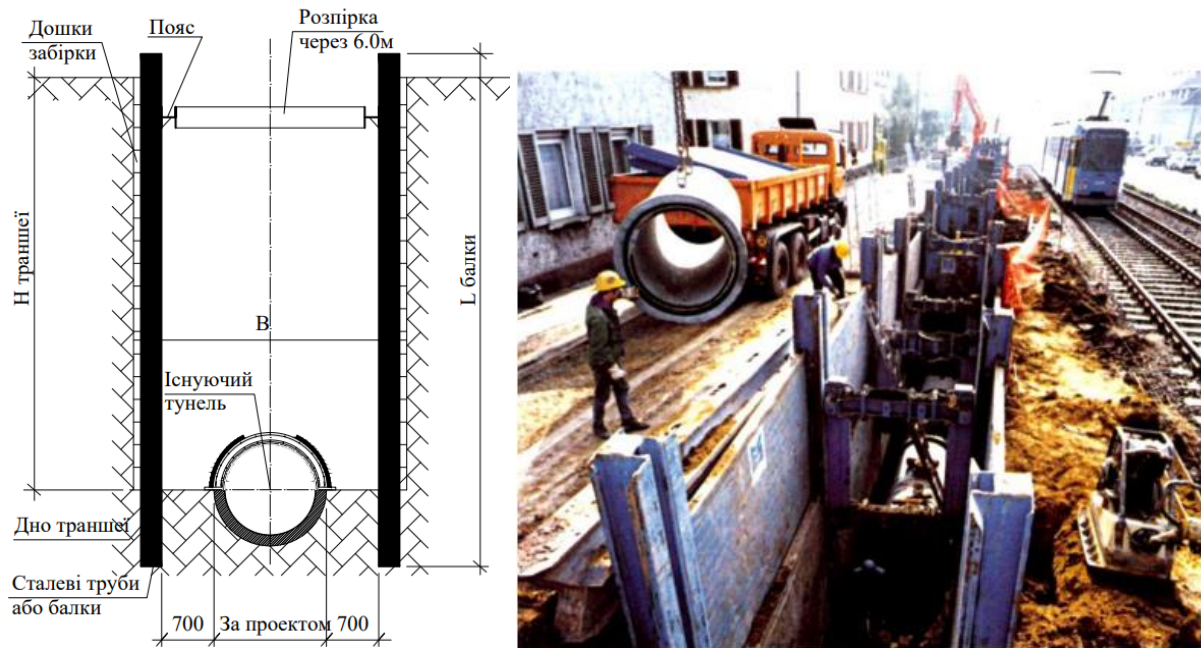 Дошки
забірки
Пояс
Розпірка
через 6.0м
Н траншеї
L балки
В
Існуючий
тунель
Дно траншеї
Сталеві труби
або балки
700
За проектом
700